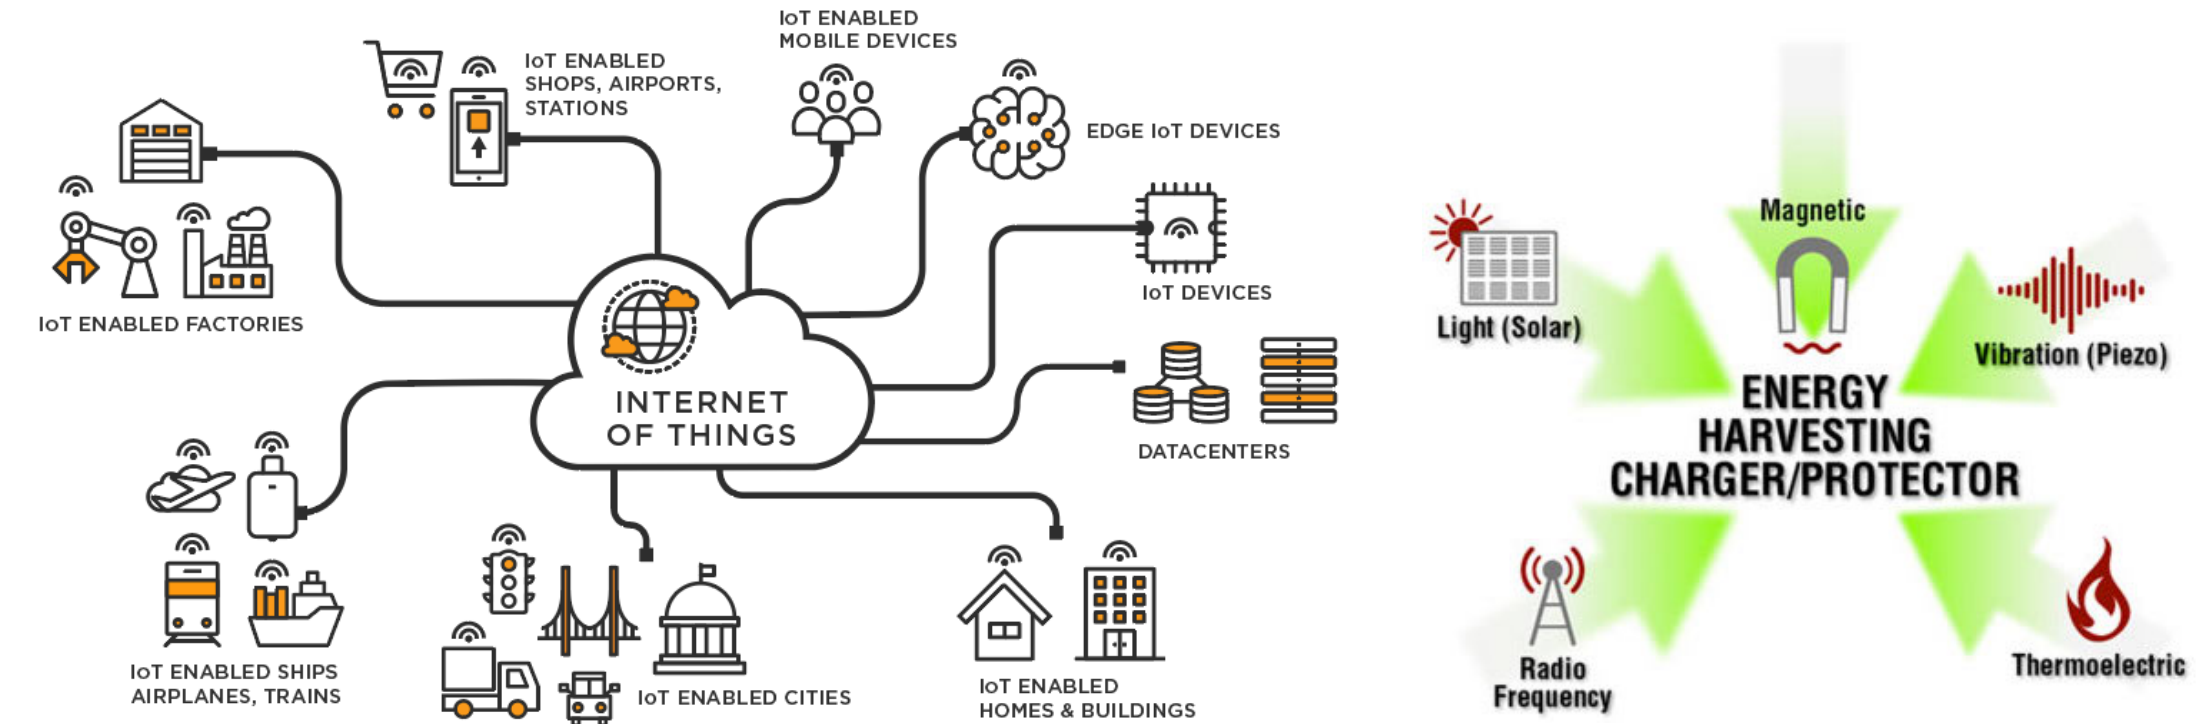 IoT ENABLED
MOBILE DEVICES
IoT ENABLED
SHOPS, AIRPORTS,
STATIONS
EDGE IoT DEVICES
IoT DEVICES
IoT ENABLED FACTORIES
INTERNET
OF THINGS
DATACENTERS
IoT ENABLED SHIPS
AIRPLANES, TRAINS
IoT ENABLED CITIES
IoT ENABLED
HOMES & BUILDINGS
Magnetic
Light (Solar)
Vibration (Piezo)
ENERGY
HARVESTING
CHARGER/PROTECTOR
Radio
Frequency
Thermoelectric